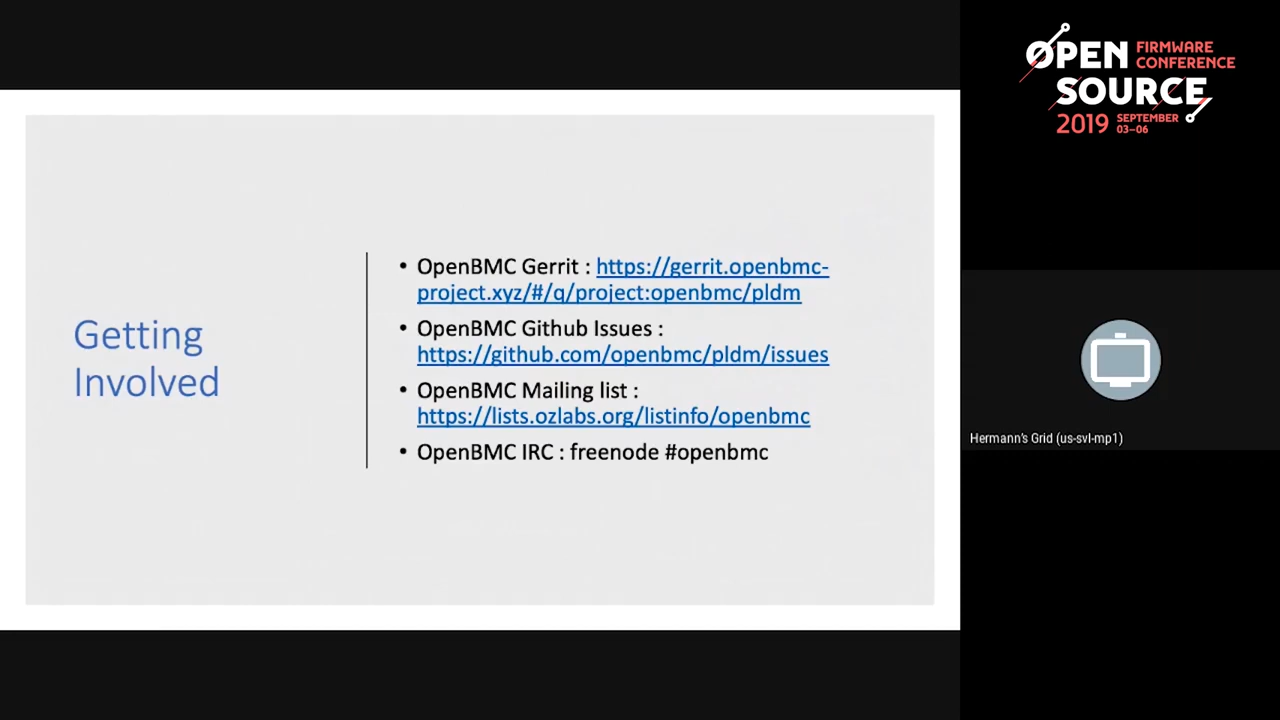 OPEN FIRMWARE CONFERENCE
SOURCE
2019 SEPTEMBER 03–06
Getting
Involved
• OpenBMC Gerrit : https://gerrit.openbmc-
project.xyz/#/q/project:openbmc/pldm
• OpenBMC Github Issues :
https://github.com/openbmc/pldm/issues
• OpenBMC Mailing list :
https://lists.ozlabs.org/listinfo/openbmc
• OpenBMC IRC : freenode #openbmc
Hermann's Grid (us-svl-mp1)